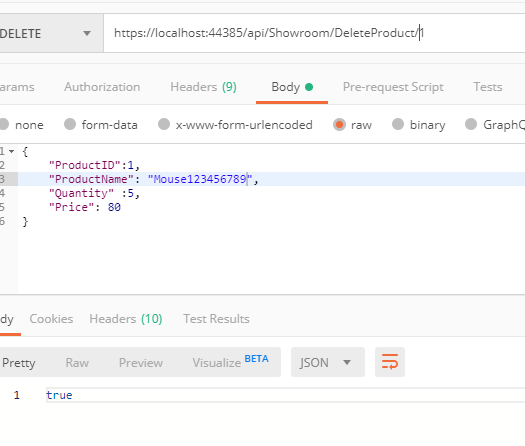 DELETE https://localhost:44385/api/Showroom/DeleteProduct/1
arams Authorization Headers (9) Body Pre-request Script Tests
none form-data x-www-form-urlencoded raw binary GraphQ
1 {
2 "ProductID":1,
3 "ProductName": "Mouse123456789",
4 "Quantity" :5,
5 "Price": 80
6 }
dy Cookies Headers (10) Test Results
Pretty Raw Preview Visualize BETA JSON
1 true